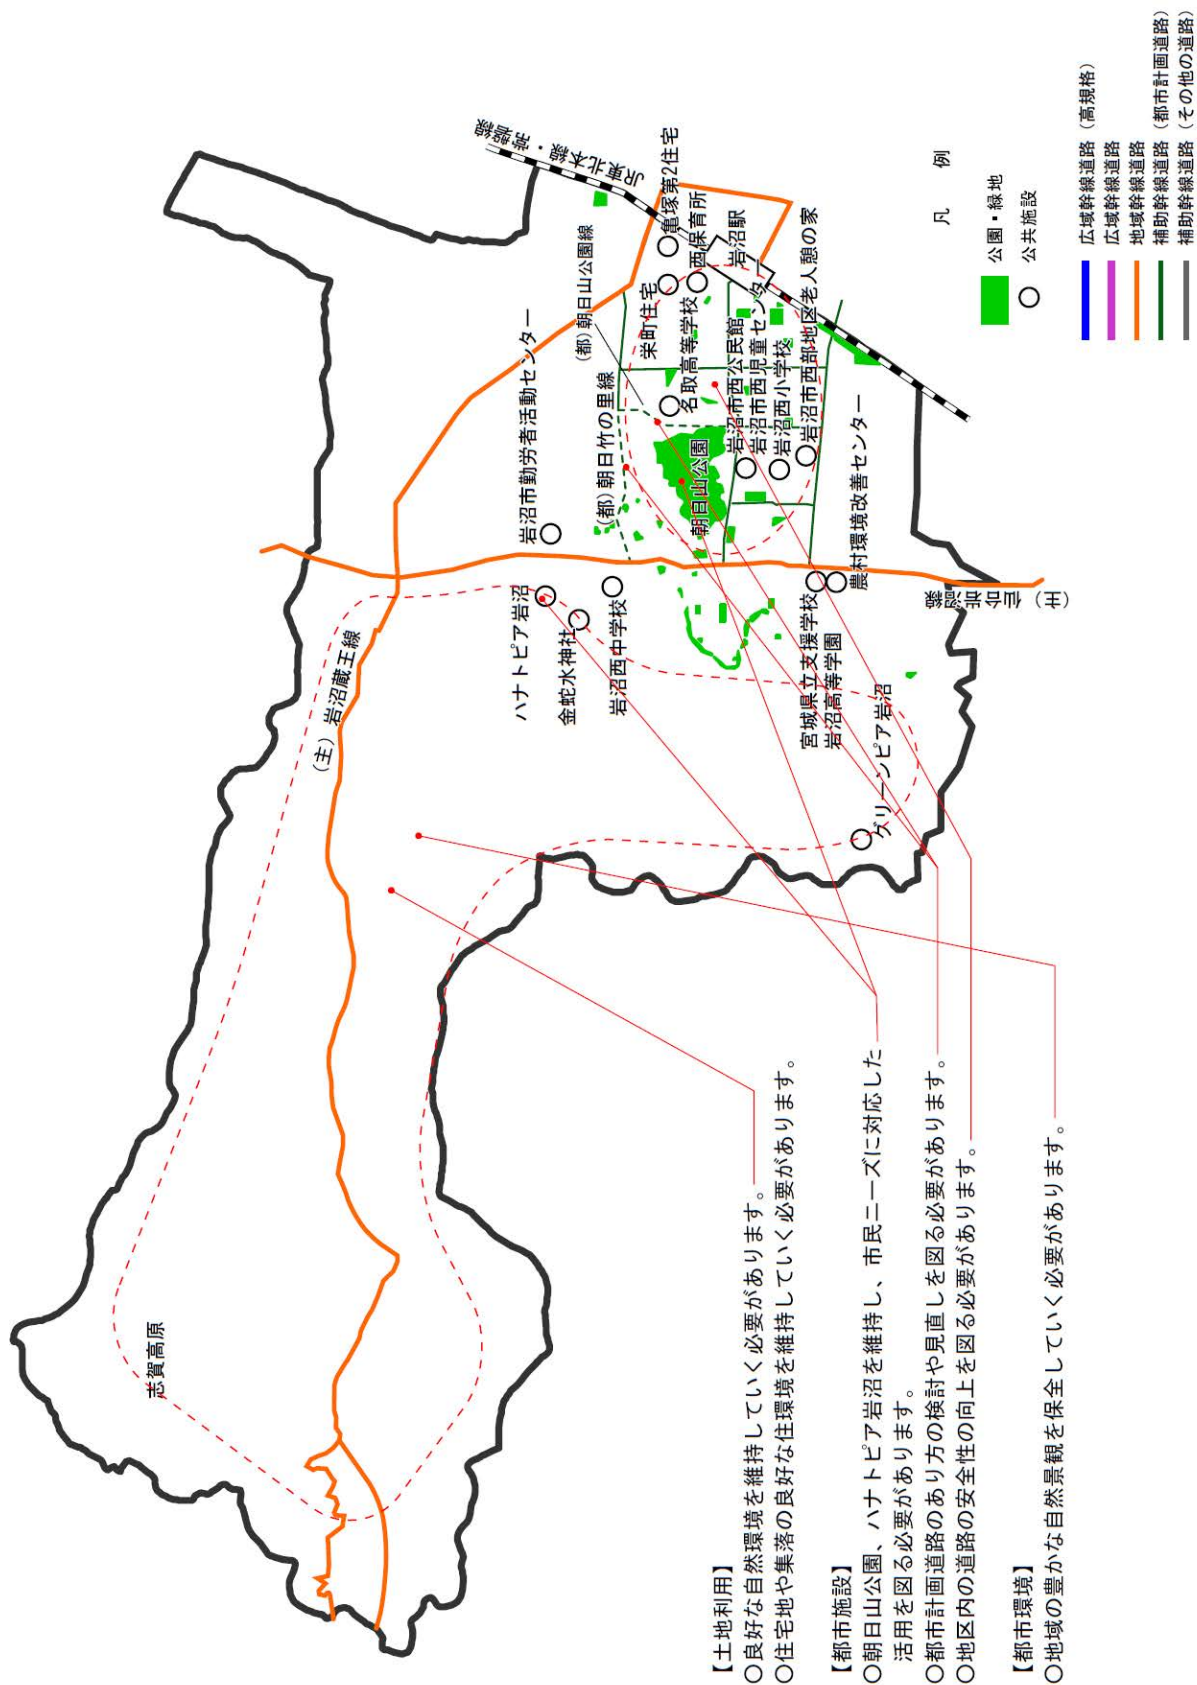 志賀高原
(主) 岩沼蔵王線
ハナトピア岩沼
金蛇水神社
岩沼西中学校
岩沼市勤労者活動センター
(都) 朝日竹の里線
(都) 朝日山公園線
JR東北本線・常磐線
亀塚第2住宅
西保育所
岩沼駅
栄町住宅
名取高等学校
朝日山公園
岩沼市西公民館
岩沼市西児童センター
岩沼西小学校
岩沼市西部地区老人憩の家
農村環境改善センター
宮城県立支援学校
岩沼高等学園
グリーンピア岩沼
(主) 仙台岩沼線
凡 例
公園・緑地
公共施設
広域幹線道路 (高規格)
広域幹線道路
地域幹線道路
補助幹線道路 (都市計画道路)
補助幹線道路 (その他の道路)
【土地利用】
○良好な自然環境を維持していく必要があります。
○住宅地や集落の良好な住環境を維持していく必要があります。
【都市施設】
○朝日山公園、ハナトピア岩沼を維持し、市民ニーズに対応した
活用を図る必要があります。
○都市計画道路のあり方の検討や見直しを図る必要があります。
○地区内の道路の安全性の向上を図る必要があります。
【都市環境】
○地域の豊かな自然景観を保全していく必要があります。